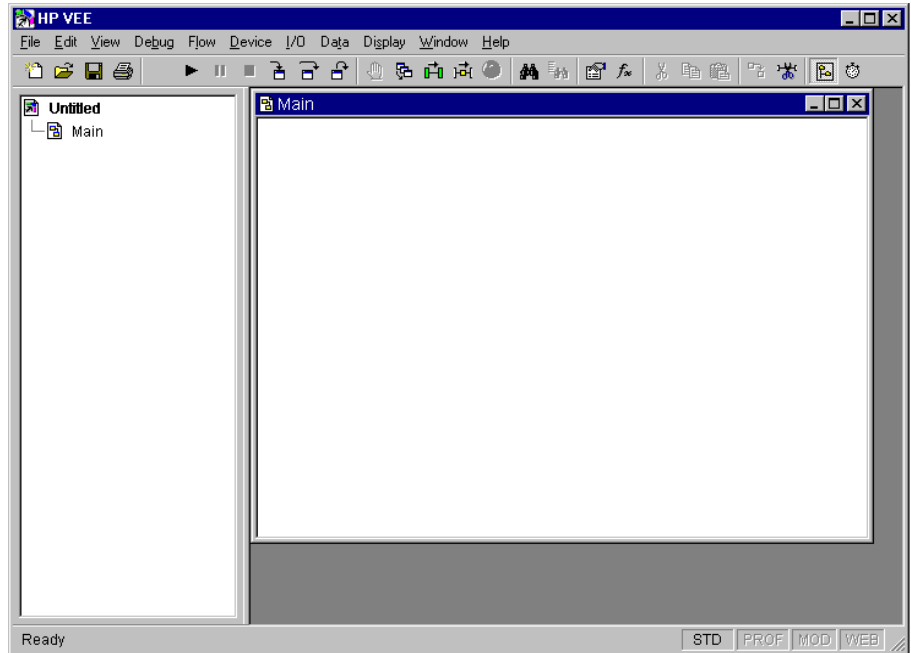 HP VEE
File Edit View Debug Flow Device I/O Data Display Window Help
Untitled
Main
Main
Ready
STD PROF MOD WEB